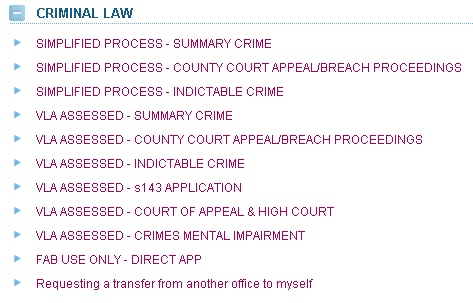 CRIMINAL LAW
SIMPLIFIED PROCESS - SUMMARY CRIME
SIMPLIFIED PROCESS - COUNTY COURT APPEAL/BREACH PROCEEDINGS
SIMPLIFIED PROCESS - INDICTABLE CRIME
VLA ASSESSED - SUMMARY CRIME
VLA ASSESSED - COUNTY COURT APPEAL/BREACH PROCEEDINGS
VLA ASSESSED - INDICTABLE CRIME
VLA ASSESSED - s143 APPLICATION
VLA ASSESSED - COURT OF APPEAL & HIGH COURT
VLA ASSESSED - CRIMES MENTAL IMPAIRMENT
FAB USE ONLY - DIRECT APP
Requesting a transfer from another office to myself